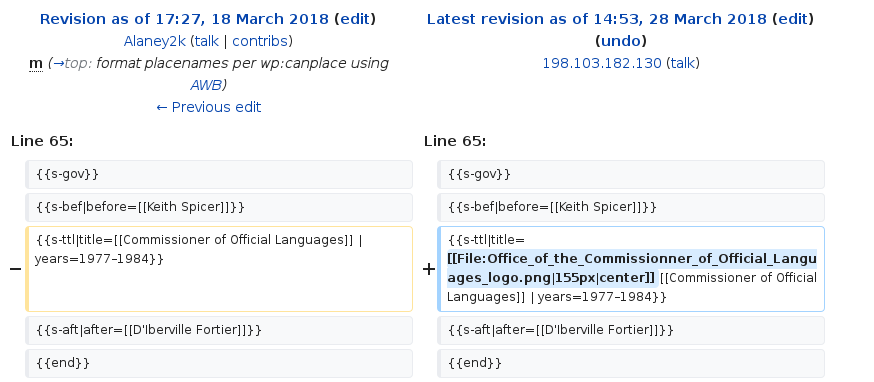 Revision as of 17:27, 18 March 2018 (edit)
Alaney2k (talk | contribs)
m (→top: format placenames per wp:canplace using
AWB)
← Previous edit
Latest revision as of 14:53, 28 March 2018 (edit)
(undo)
198.103.182.130 (talk)
Line 65:
Line 65:
{{s-gov}}
{{s-gov}}
{{s-bef|before=[[Keith Spicer]]}}
{{s-bef|before=[[Keith Spicer]]}}
−
{{s-ttl|title=[[Commissioner of Official Languages]] |
years=1977–1984}}
+
{{s-ttl|title=
[[File:Office_of_the_Commissionner_of_Official_Langu
ages_logo.png|155px|center]] [[Commissioner of Official
Languages]] | years=1977–1984}}
{{s-aft|after=[[D'Iberville Fortier]]}}
{{s-aft|after=[[D'Iberville Fortier]]}}
{{end}}
{{end}}